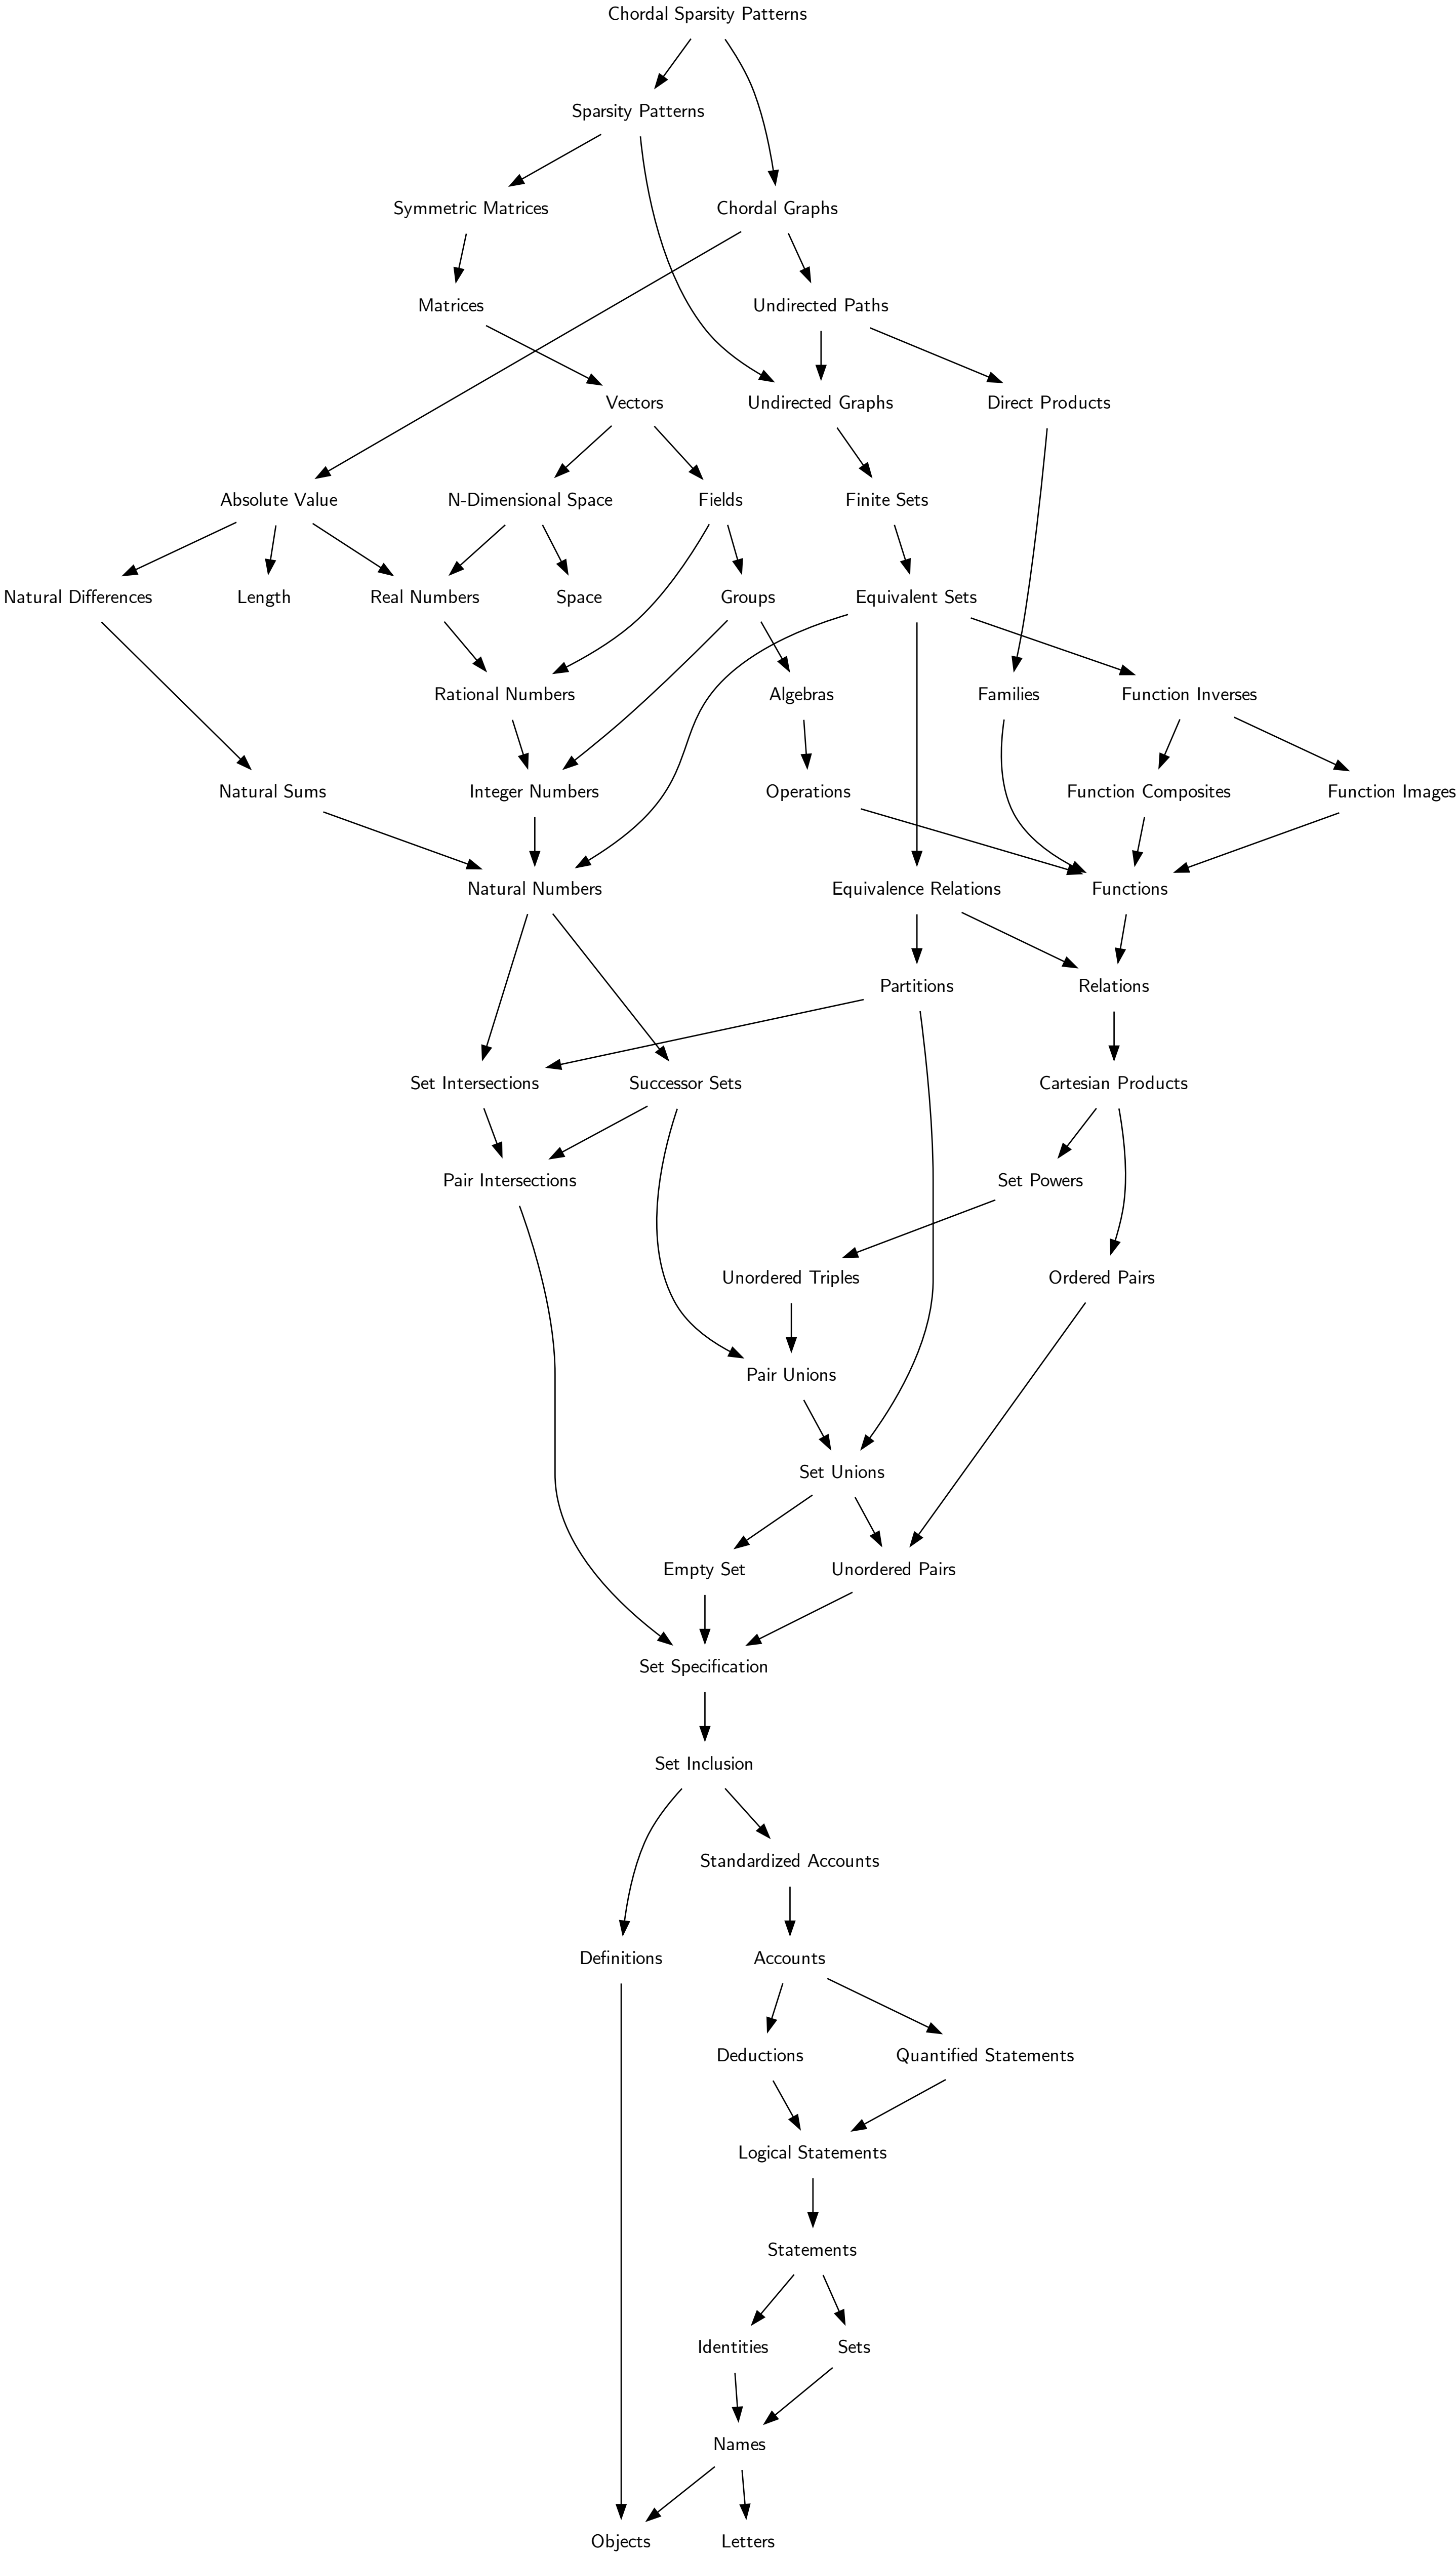 Chordal Sparsity Patterns
Sparsity Patterns
Symmetric Matrices
Chordal Graphs
Matrices
Undirected Paths
Vectors
Undirected Graphs
Direct Products
Absolute Value
N-Dimensional Space
Fields
Finite Sets
Natural Differences
Length
Real Numbers
Space
Groups
Equivalent Sets
Rational Numbers
Algebras
Families
Function Inverses
Natural Sums
Integer Numbers
Operations
Function Composites
Function Images
Natural Numbers
Equivalence Relations
Functions
Partitions
Relations
Set Intersections
Successor Sets
Cartesian Products
Pair Intersections
Set Powers
Unordered Triples
Ordered Pairs
Pair Unions
Set Unions
Empty Set
Unordered Pairs
Set Specification
Set Inclusion
Standardized Accounts
Definitions
Accounts
Deductions
Quantified Statements
Logical Statements
Statements
Identities
Sets
Names
Objects
Letters